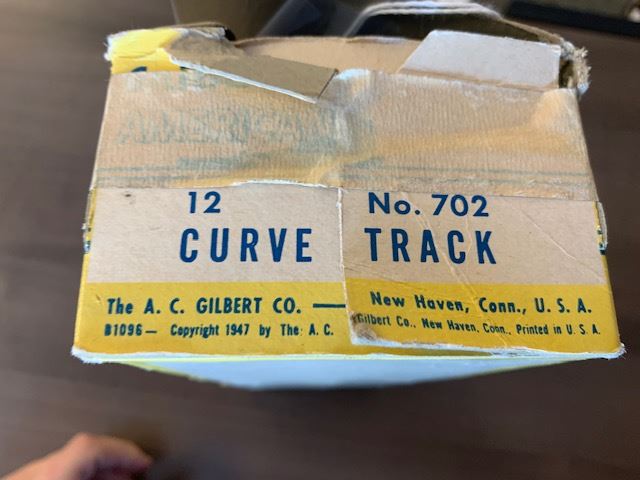 AMERICAN
12 No. 702
CURVE TRACK
The A. C. GILBERT CO. — New Haven, Conn., U. S. A.
B1096 — Copyright 1947 by The A. C. Gilbert Co., New Haven, Conn., Printed in U. S. A.